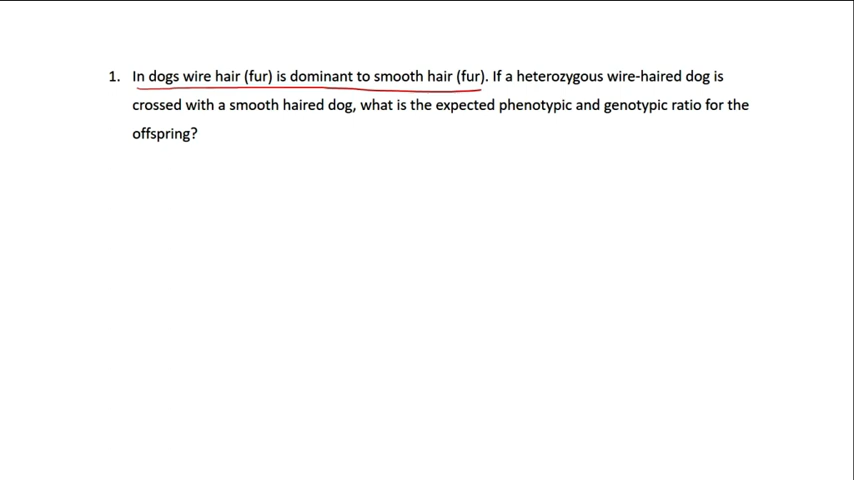 1. In dogs wire hair (fur) is dominant to smooth hair (fur). If a heterozygous wire-haired dog is
crossed with a smooth haired dog, what is the expected phenotypic and genotypic ratio for the
offspring?